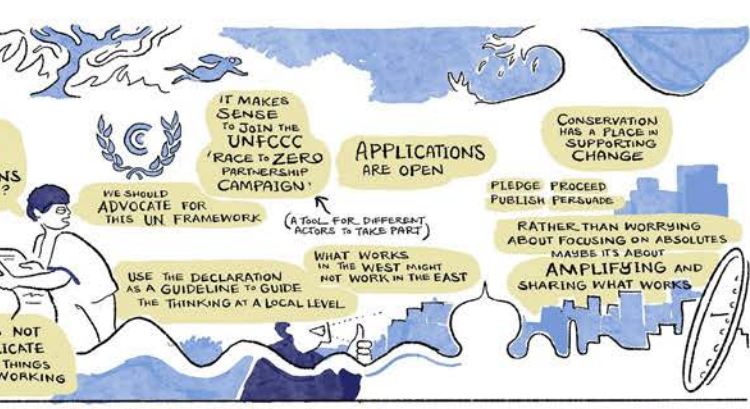 NS
?
IT MAKES
SENSE
TO JOIN THE
UNFCCC
'RACE TO ZERO
PARTNERSHIP
CAMPAIGN'
APPLICATIONS
ARE OPEN
CONSERVATION
HAS A PLACE IN
SUPPORTING
CHANGE
WE SHOULD
ADVOCATE FOR
THIS UN FRAMEWORK
(A TOOL FOR DIFFERENT
ACTORS TO TAKE PART)
PLEDGE PROCEED
PUBLISH PERSUADE
RATHER THAN WORRYING
ABOUT FOCUSING ON ABSOLUTES
MAYBE IT'S ABOUT
AMPLIFYING AND
SHARING WHAT WORKS
WHAT WORKS
IN THE WEST MIGHT
NOT WORK IN THE EAST
USE THE DECLARATION
AS A GUIDELINE TO GUIDE
THE THINKING AT A LOCAL LEVEL
NOT
LICATE
THINGS
WORKING